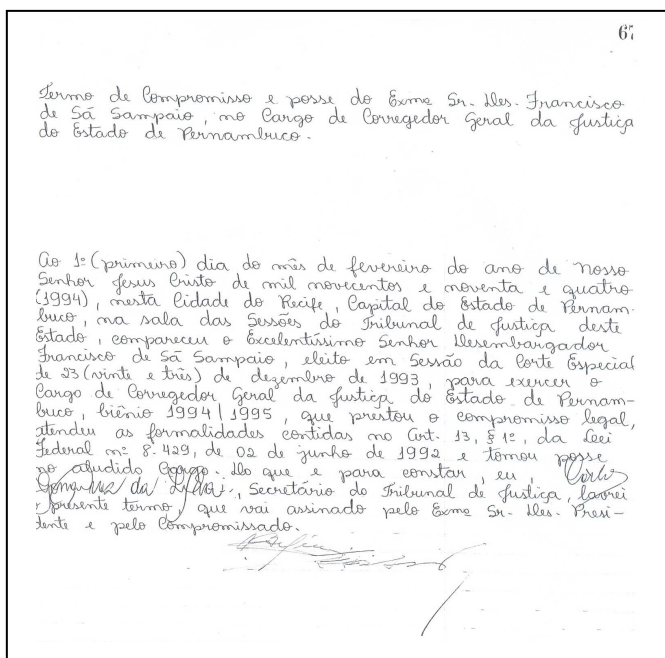 67
Termo de Compromisso e posse do Exmo Sr. Des. Francisco
de Sá Sampaio, no Cargo de Corregedor Geral da Justiça
do Estado de Pernambuco.
Ao 1º (primeiro) dia do mês de fevereiro do ano de Nosso
Senhor Jesus Cristo de mil novecentos e noventa e quatro
(1994), nesta Cidade do Recife, Capital do Estado de Pernam-
buco, na sala das Sessões do Tribunal de Justiça deste
Estado, compareceu o Excelentíssimo Senhor Desembargador
Francisco de Sá Sampaio, eleito em Sessão da Corte Especial
de 23 (vinte e três) de dezembro de 1993, para exercer o
Cargo de Corregedor Geral da Justiça do Estado de Pernam-
buco, biênio 1994/1995, que prestou o compromisso legal,
atendeu as formalidades contidas no Art. 13, § 1º, da Lei
Federal nº 8.429, de 02 de junho de 1992 e tomou posse
no aludido Cargo. Do que e para constar, eu
da, Secretário do Tribunal de Justiça, lavrei
o presente termo, que vai assinado pelo Exmo Sr. Des. Presi-
dente e pelo Compromissado.